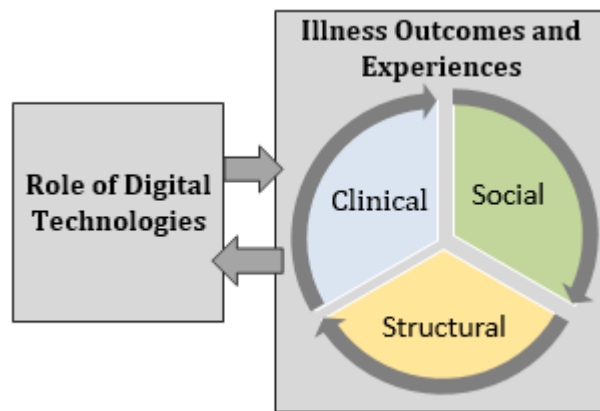 Illness Outcomes and
Experiences
Role of Digital
Technologies
Clinical
Social
Structural